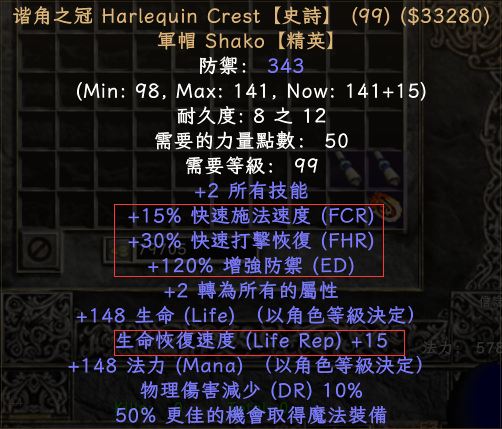 谐角之冠 Harlequin Crest【史詩】 (99) ($33280)
軍帽 Shako【精英】
防禦: 343
(Min: 98, Max: 141, Now: 141+15)
耐久度: 8 之 12
需要的力量點數: 50
需要等級: 99
+2 所有技能
+15% 快速施法速度 (FCR)
+30% 快速打擊恢復 (FHR)
+120% 增強防禦 (ED)
+2 轉為所有的屬性
+148 生命 (Life) (以角色等級決定)
生命恢復速度 (Life Rep) +15
+148 法力 (Mana) (以角色等級決定)
法力: 578
物理傷害減少 (DR) 10%
50% 更佳的機會取得魔法裝備